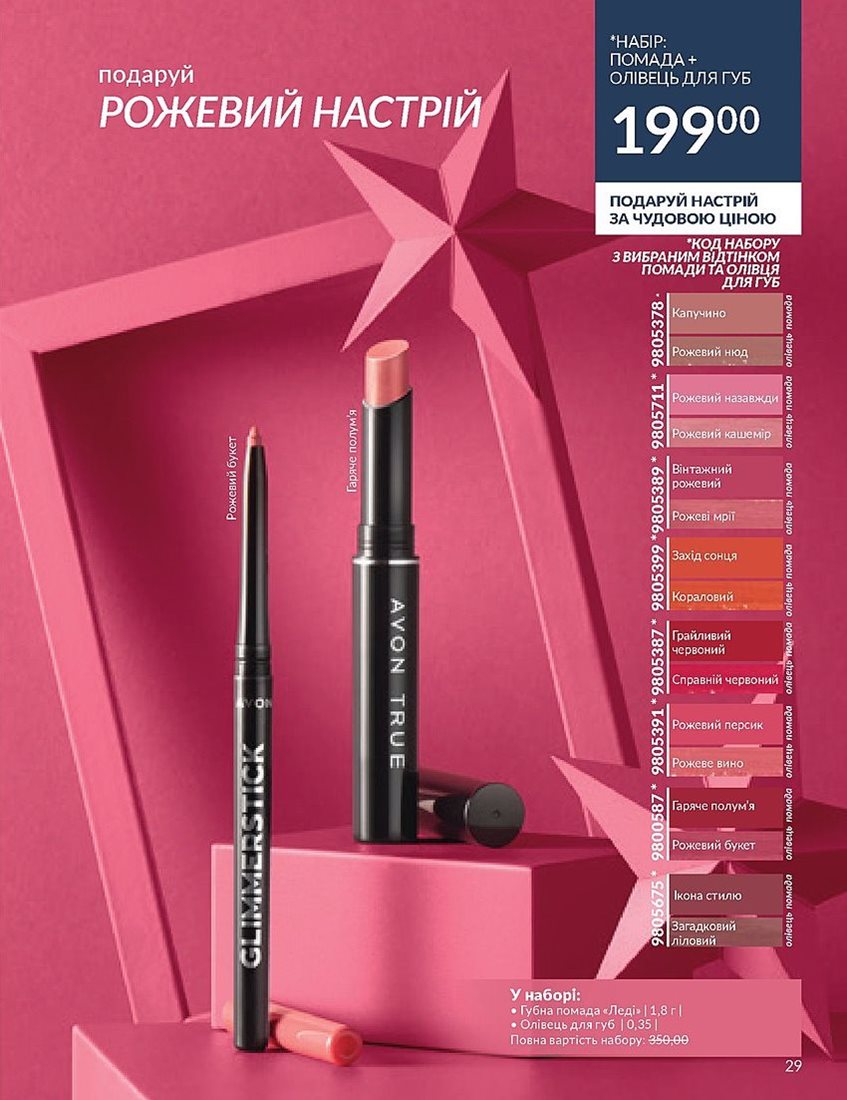 подаруй
РОЖЕВИЙ НАСТРІЙ
*НАБІР:
ПОМАДА +
ОЛІВЕЦЬ ДЛЯ ГУБ
199⁰⁰
ПОДАРУЙ НАСТРІЙ
ЗА ЧУДОВОЮ ЦІНОЮ
*КОД НАБОРУ
З ВИБРАНИМ ВІДТІНКОМ
ПОМАДИ ТА ОЛІВЦЯ
ДЛЯ ГУБ
9805378 *
Капучино
помада
Рожевий нюд
олівець
9805711 *
Рожевий назавжди
помада
Рожевий кашемір
олівець
9805389 *
Вінтажний
рожевий
помада
Рожеві мрії
олівець
9805399 *
Захід сонця
помада
Кораловий
олівець
9805387 *
Грайливий
червоний
помада
Справній червоний
олівець
9805391 *
Рожевий персик
помада
Рожеве вино
олівець
9800587 *
Гаряче полум'я
помада
Рожевий букет
олівець
9805675 *
Ікона стилю
помада
Загадковий
ліловий
олівець
Рожевий букет
Гаряче полум'я
AVON
GLIMMERSTICK
AVON TRUE
У наборі:
• Губна помада «Леді» | 1,8 г |
• Олівець для губ | 0,35 |
Повна вартість набору: 350,00
29